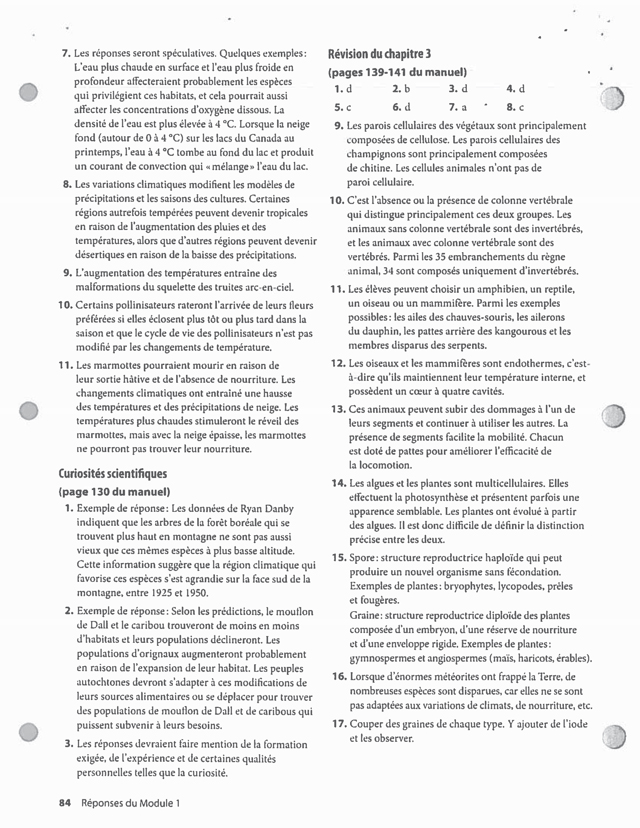 7. Les réponses seront spéculatives. Quelques exemples :
L'eau plus chaude en surface et l'eau plus froide en
profondeur affecteraient probablement les espèces
qui privilégient ces habitats, et cela pourrait aussi
affecter les concentrations d'oxygène dissous. La
densité de l'eau est plus élevée à 4 °C. Lorsque la neige
fond (autour de 0 à 4 °C) sur les lacs du Canada au
printemps, l'eau à 4 °C tombe au fond du lac et produit
un courant de convection qui « mélange » l'eau du lac.
8. Les variations climatiques modifient les modèles de
précipitations et les saisons des cultures. Certaines
régions autrefois tempérées peuvent devenir tropicales
en raison de l'augmentation des pluies et des
températures, alors que d'autres régions peuvent devenir
désertiques en raison de la baisse des précipitations.
9. L'augmentation des températures entraîne des
malformations du squelette des truites arc-en-ciel.
10. Certains pollinisateurs rateront l'arrivée de leurs fleurs
préférées si elles éclosent plus tôt ou plus tard dans la
saison et que le cycle de vie des pollinisateurs n'est pas
modifié par les changements de température.
11. Les marmottes pourraient mourir en raison de
leur sortie hâtive et de l'absence de nourriture. Les
changements climatiques ont entraîné une hausse
des températures et des précipitations de neige. Les
températures plus chaudes stimuleront le réveil des
marmottes, mais avec la neige épaisse, les marmottes
ne pourront pas trouver leur nourriture.
Curiosités scientifiques
(page 130 du manuel)
1. Exemple de réponse : Les données de Ryan Danby
indiquent que les arbres de la forêt boréale qui se
trouvent plus haut en montagne ne sont pas aussi
vieux que ces mêmes espèces à plus basse altitude.
Cette information suggère que la région climatique qui
favorise ces espèces s'est agrandie sur la face sud de la
montagne, entre 1925 et 1950.
2. Exemple de réponse : Selon les prédictions, le mouflon
de Dall et le caribou trouveront de moins en moins
d'habitats et leurs populations déclineront. Les
populations d'orignaux augmenteront probablement
en raison de l'expansion de leur habitat. Les peuples
autochtones devront s'adapter à ces modifications de
leurs sources alimentaires ou se déplacer pour trouver
des populations de mouflon de Dall et de caribous qui
puissent subvenir à leurs besoins.
3. Les réponses devraient faire mention de la formation
exigée, de l'expérience et de certaines qualités
personnelles telles que la curiosité.
84 Réponses du Module 1
Révision du chapitre 3
(pages 139-141 du manuel)
1. d 2. b 3. d 4. d
5. c 6. d 7. a 8. c
9. Les parois cellulaires des végétaux sont principalement
composées de cellulose. Les parois cellulaires des
champignons sont principalement composées
de chitine. Les cellules animales n'ont pas de
paroi cellulaire.
10. C'est l'absence ou la présence de colonne vertébrale
qui distingue principalement ces deux groupes. Les
animaux sans colonne vertébrale sont des invertébrés,
et les animaux avec colonne vertébrale sont des
vertébrés. Parmi les 35 embranchements du règne
animal, 34 sont composés uniquement d'invertébrés.
11. Les élèves peuvent choisir un amphibien, un reptile,
un oiseau ou un mammifère. Parmi les exemples
possibles : les ailes des chauves-souris, les ailerons
du dauphin, les pattes arrière des kangourous et les
membres disparus des serpents.
12. Les oiseaux et les mammifères sont endothermes, c'est-
à-dire qu'ils maintiennent leur température interne, et
possèdent un cœur à quatre cavités.
13. Ces animaux peuvent subir des dommages à l'un de
leurs segments et continuer à utiliser les autres. La
présence de segments facilite la mobilité. Chacun
est doté de pattes pour améliorer l'efficacité de
la locomotion.
14. Les algues et les plantes sont multicellulaires. Elles
effectuent la photosynthèse et présentent parfois une
apparence semblable. Les plantes ont évolué à partir
des algues. Il est donc difficile de définir la distinction
précise entre les deux.
15. Spore : structure reproductrice haploïde qui peut
produire un nouvel organisme sans fécondation.
Exemples de plantes : bryophytes, lycopodes, prêles
et fougères.
Graine : structure reproductrice diploïde des plantes
composée d'un embryon, d'une réserve de nourriture
et d'une enveloppe rigide. Exemples de plantes :
gymnospermes et angiospermes (maïs, haricots, érables).
16. Lorsque d'énormes météorites ont frappé la Terre, de
nombreuses espèces sont disparues, car elles ne se sont
pas adaptées aux variations de climats, de nourriture, etc.
17. Couper des graines de chaque type. Y ajouter de l'iode
et les observer.